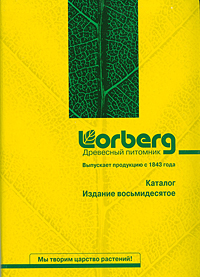 Lorberg
Древесный питомник
Выпускает продукцию с 1843 года
Каталог
Издание восьмидесятое
Мы творим царство растений!